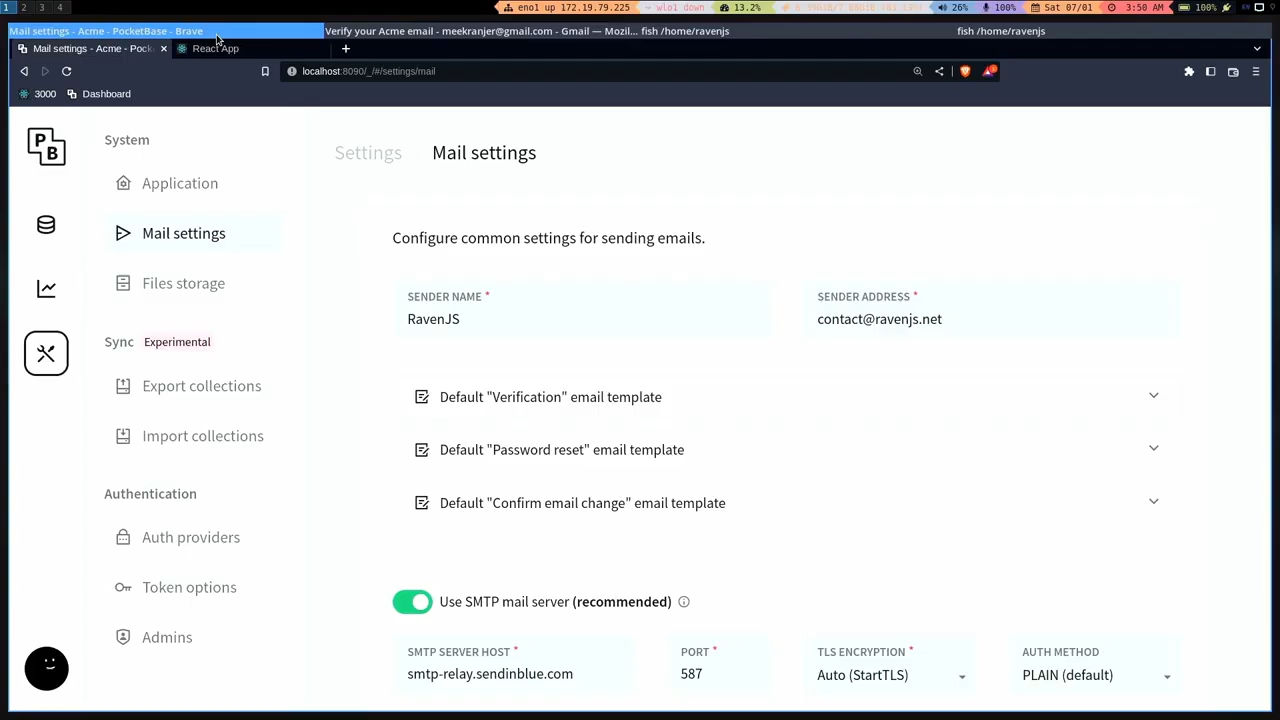 1 2 3 4 eno1 up 172.19.79.225 wlo1 down 13.2% 26% 100% Sat 07/01 3:50 AM 100%
Mail settings - Acme - PocketBase - Brave Verify your Acme email - meekranjer@gmail.com - Gmail — Mozil... fish /home/ravenjs fish /home/ravenjs
Mail settings - Acme - Pock React App
localhost:8090/_/#/settings/mail
3000 Dashboard
P
B
System
Application
Mail settings
Files storage
Sync Experimental
Export collections
Import collections
Authentication
Auth providers
Token options
Admins
Settings Mail settings
Configure common settings for sending emails.
SENDER NAME * SENDER ADDRESS *
RavenJS contact@ravenjs.net
Default "Verification" email template
Default "Password reset" email template
Default "Confirm email change" email template
Use SMTP mail server (recommended)
SMTP SERVER HOST * PORT * TLS ENCRYPTION * AUTH METHOD
smtp-relay.sendinblue.com 587 Auto (StartTLS) PLAIN (default)